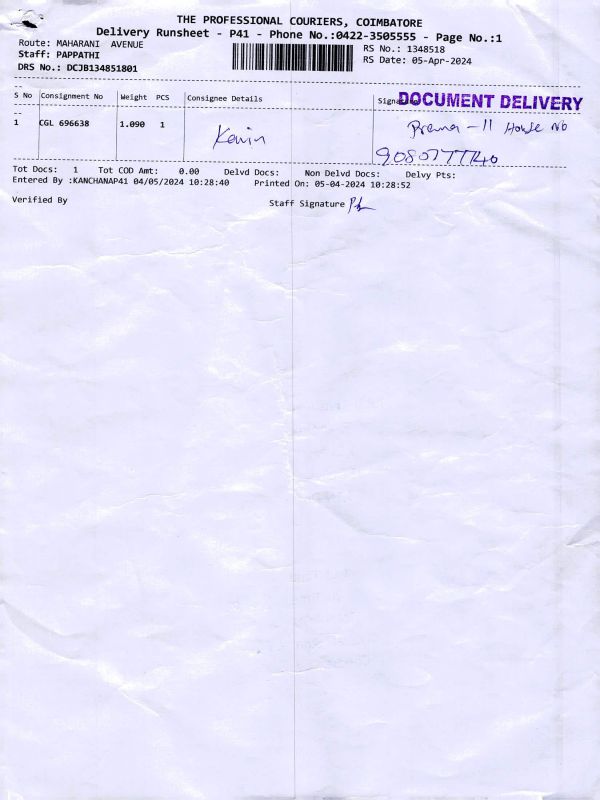 THE PROFESSIONAL COURIERS, COIMBATORE
Delivery Runsheet - P41 - Phone No.:0422-3505555 - Page No.:1
Route: MAHARANI AVENUE
RS No.: 1348518
Staff: PAPPATHI
RS Date: 05-Apr-2024
DRS No.: DCJB134851801
S No Consignment No Weight PCS Consignee Details
DOCUMENT DELIVERY
1 CGL 696638 1.090 1 Kevin
Prema - 11 House No
9080777740
Tot Docs: 1 Tot COD Amt: 0.00 Delvd Docs: Non Delvd Docs: Delvy Pts:
Entered By :KANCHANAP41 04/05/2024 10:28:40 Printed On: 05-04-2024 10:28:52
Verified By Staff Signature